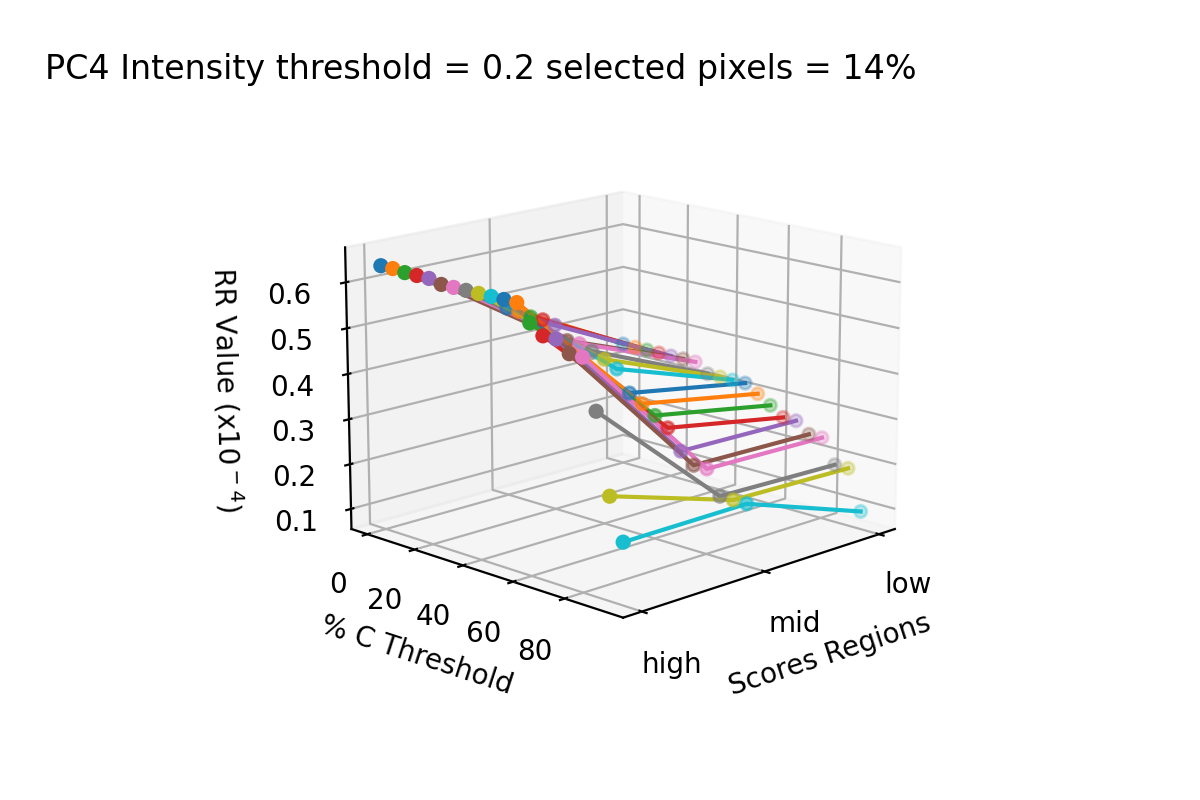 PC4 Intensity threshold = 0.2 selected pixels = 14%
RR Value (x10⁻⁴)
0.6
0.5
0.4
0.3
0.2
0.1
0
20
40
60
80
% C Threshold
high
mid
low
Scores Regions